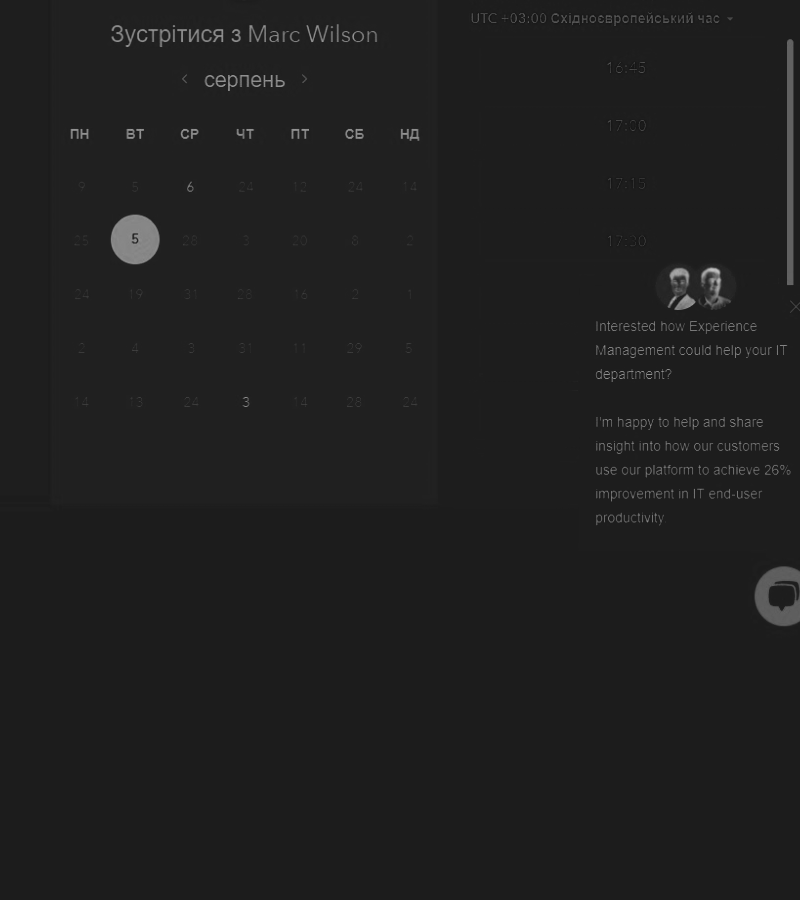 Зустрітися з Marc Wilson
‹ серпень ›
ПН ВТ СР ЧТ ПТ СБ НД
9 5 6 24 12 24 14
25 5 28 3 20 8 2
24 19 31 28 16 2 1
2 4 3 31 11 29 5
14 13 24 3 14 28 24
UTC +03:00 Східноєвропейський час
16:45
17:00
17:15
Interested how Experience
Management could help your IT
department?
I'm happy to help and share
insight into how our customers
use our platform to achieve 26%
improvement in IT end-user
productivity